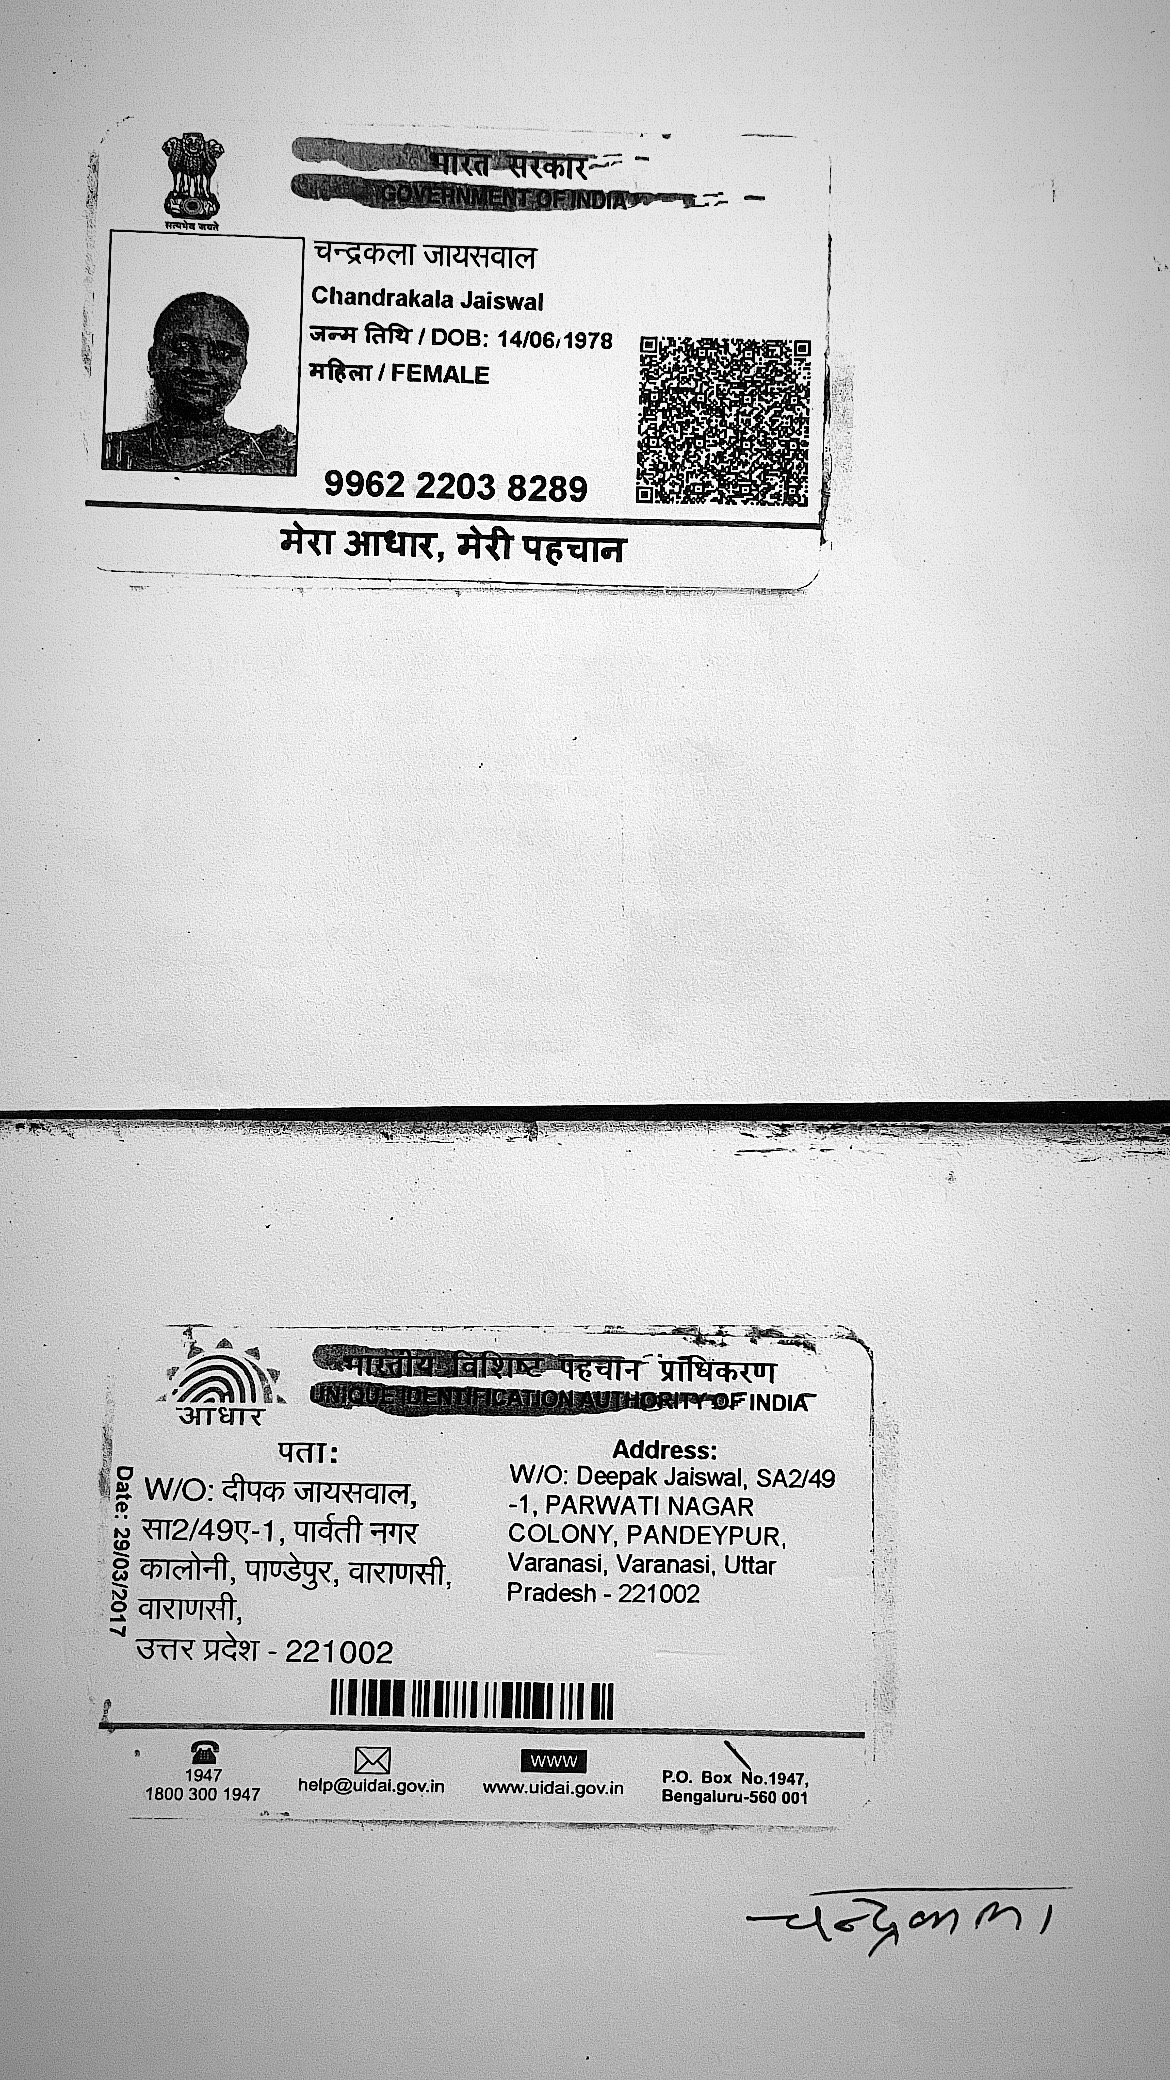 भारत सरकार
GOVERNMENT OF INDIA
सत्यमेव जयते
चन्द्रकला जायसवाल
Chandrakala Jaiswal
जन्म तिथि / DOB: 14/06/1978
महिला / FEMALE
9962 2203 8289
मेरा आधार, मेरी पहचान
भारतीय विशिष्ट पहचान प्राधिकरण
UNIQUE IDENTIFICATION AUTHORITY OF INDIA
आधार
Date: 29/03/2017
पता:
W/O: दीपक जायसवाल,
सा2/49ए-1, पार्वती नगर
कालोनी, पाण्डेपुर, वाराणसी,
वाराणसी,
उत्तर प्रदेश - 221002
Address:
W/O: Deepak Jaiswal, SA2/49
-1, PARWATI NAGAR
COLONY, PANDEYPUR,
Varanasi, Varanasi, Uttar
Pradesh - 221002
1947
1800 300 1947
help@uidai.gov.in
www
www.uidai.gov.in
P.O. Box No.1947,
Bengaluru-560 001
चन्द्रकला